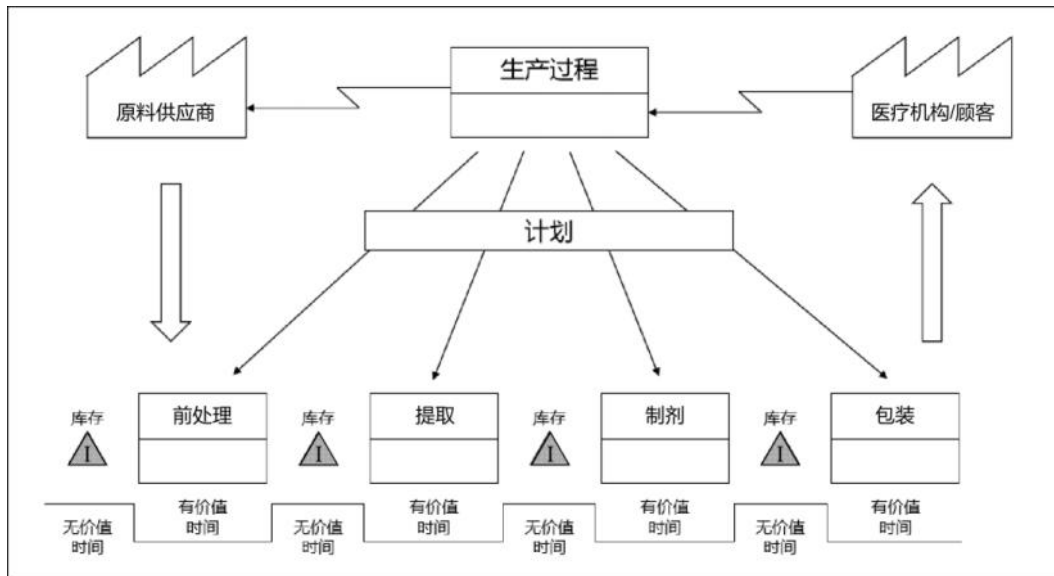 生产过程
原料供应商
医疗机构/顾客
计划
库存
前处理
库存
提取
库存
制剂
库存
包装
I
I
I
I
有价值
时间
有价值
时间
有价值
时间
有价值
时间
无价值
时间
无价值
时间
无价值
时间
无价值
时间